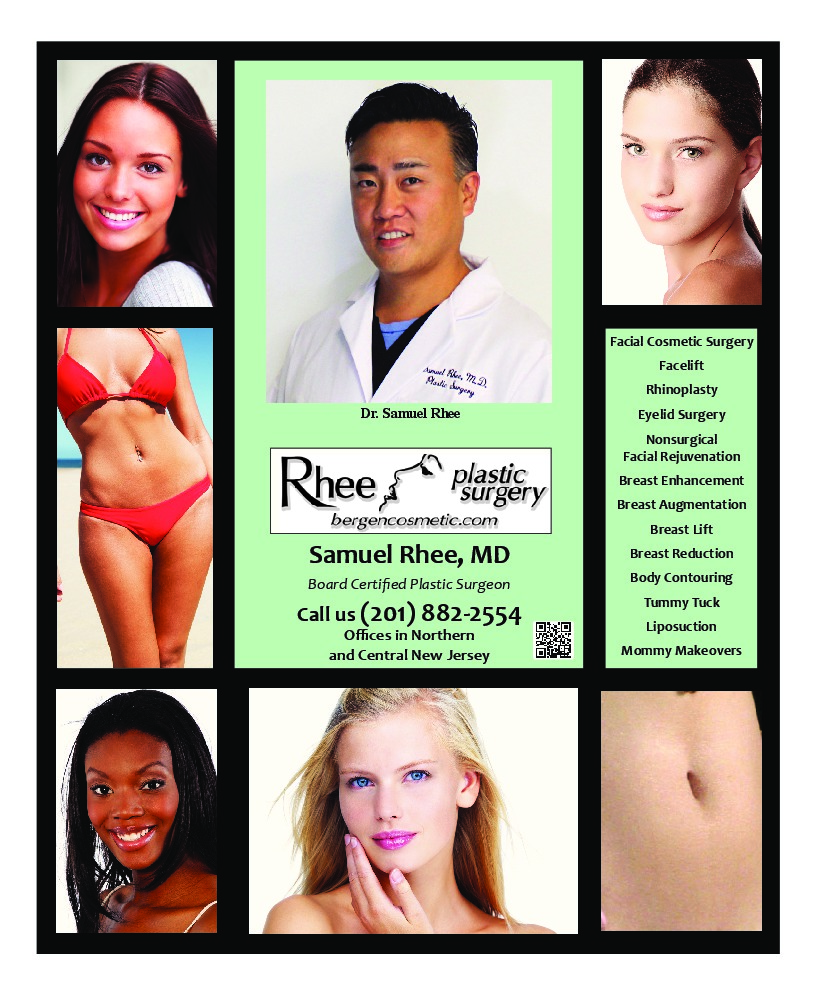 Samuel Rhee, M.D.
Plastic Surgery
Dr. Samuel Rhee
Rhee plastic surgery
bergencosmetic.com
Samuel Rhee, MD
Board Certified Plastic Surgeon
Call us (201) 882-2554
Offices in Northern
and Central New Jersey
Facial Cosmetic Surgery
Facelift
Rhinoplasty
Eyelid Surgery
Nonsurgical
Facial Rejuvenation
Breast Enhancement
Breast Augmentation
Breast Lift
Breast Reduction
Body Contouring
Tummy Tuck
Liposuction
Mommy Makeovers